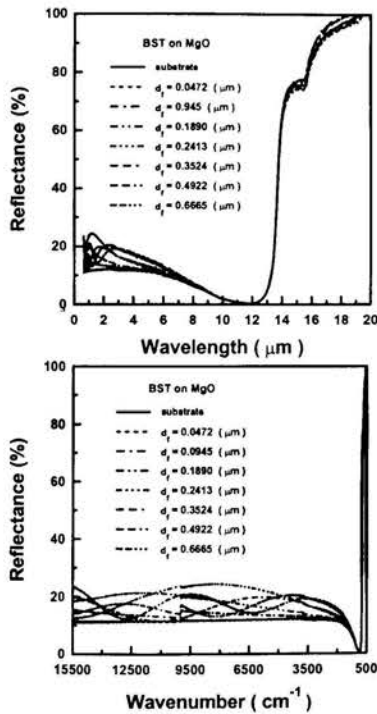 100
80
60
40
20
0
Reflectance (%)
BST on MgO
substrate
d_f = 0.0472 (μm)
d_f = 0.945 (μm)
d_f = 0.1890 (μm)
d_f = 0.2413 (μm)
d_f = 0.3524 (μm)
d_f = 0.4922 (μm)
d_f = 0.6665 (μm)
0 2 4 6 8 10 12 14 16 18 20
Wavelength ( μm )
100
80
60
40
20
0
Reflectance (%)
BST on MgO
substrate
d_f = 0.0472 (μm)
d_f = 0.0945 (μm)
d_f = 0.1890 (μm)
d_f = 0.2413 (μm)
d_f = 0.3524 (μm)
d_f = 0.4922 (μm)
d_f = 0.6665 (μm)
15500 12500 9500 6500 3500 500
Wavenumber ( cm⁻¹ )